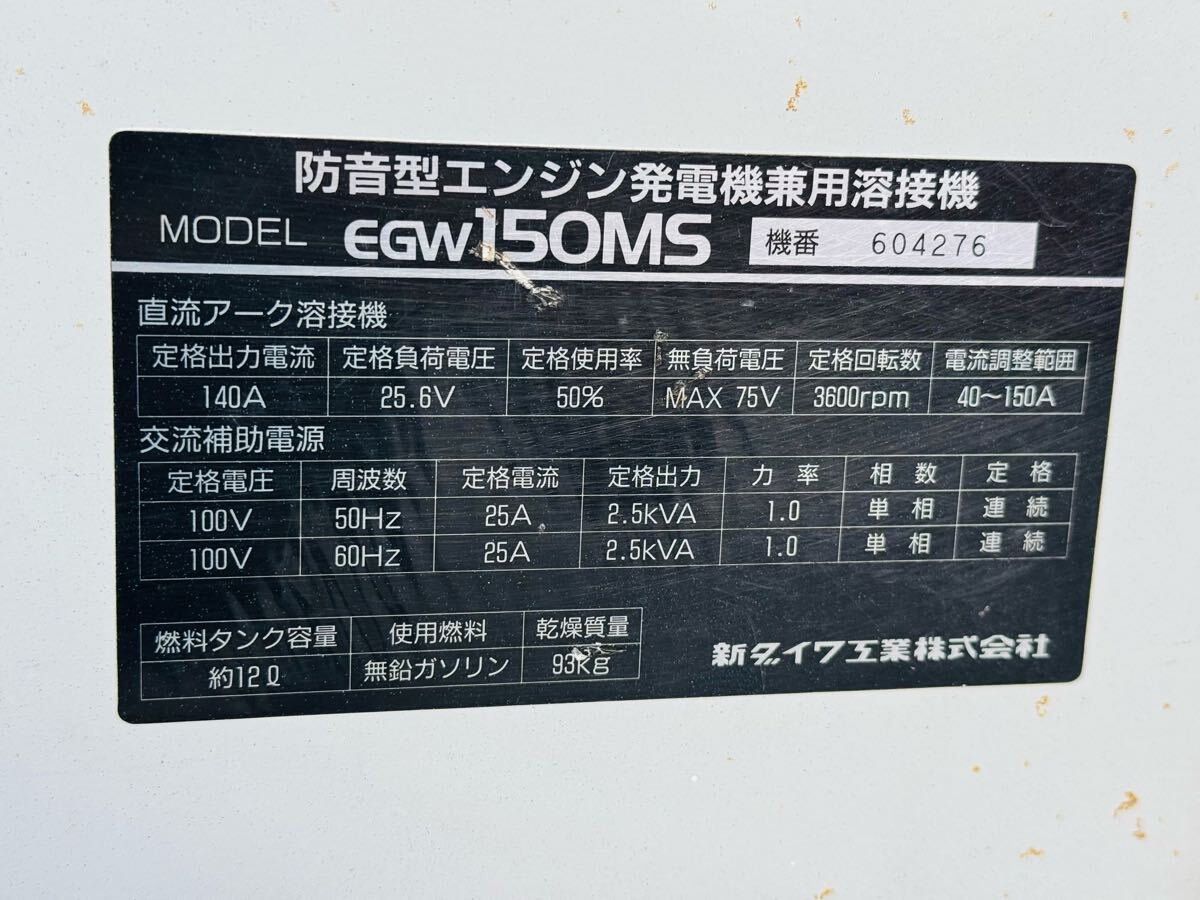 防音型エンジン発電機兼用溶接機
MODEL EGW150MS 機番 604276
直流アーク溶接機
定格出力電流 定格負荷電圧 定格使用率 無負荷電圧 定格回転数 電流調整範囲
140A 25.6V 50% MAX 75V 3600rpm 40〜150A
交流補助電源
定格電圧 周波数 定格電流 定格出力 力率 相数 定格
100V 50Hz 25A 2.5kVA 1.0 単相 連続
100V 60Hz 25A 2.5kVA 1.0 単相 連続
燃料タンク容量 使用燃料 乾燥質量
約12ℓ 無鉛ガソリン 93Kg
新ダイワ工業株式会社